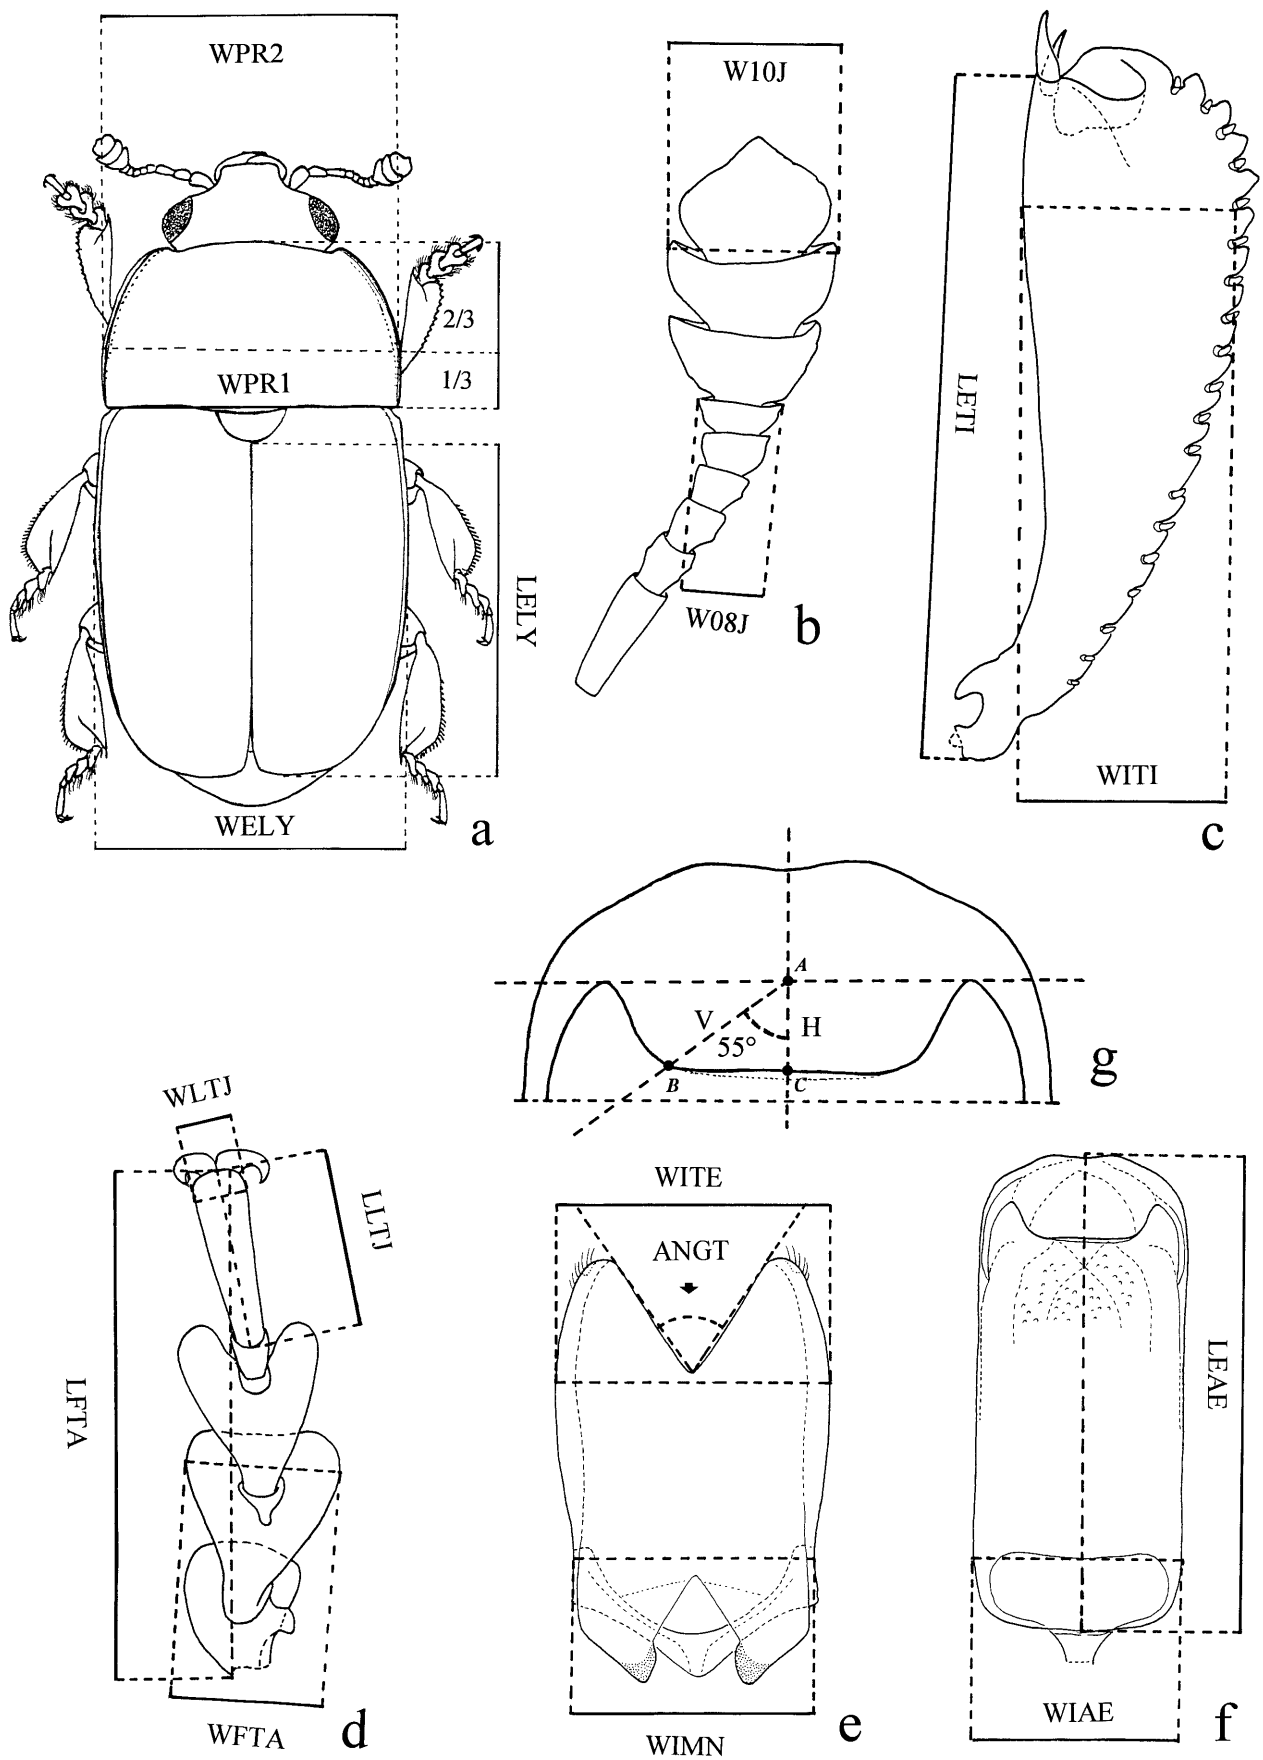 WPR2
2/3
WPR1
1/3
LELY
WELY
a
W10J
W08J
b
LETI
WITI
c
A
V
H
55°
B
C
g
WLTJ
LLTJ
LFTA
WFTA
d
WITE
ANGT
WIMN
e
LEAE
WIAE
f